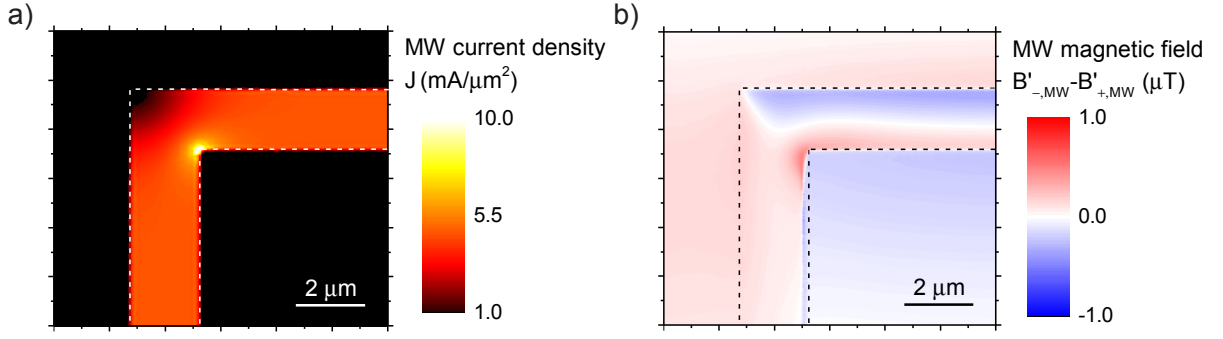 a)
MW current density
J (mA/μm²)
10.0
5.5
1.0
2 μm
b)
MW magnetic field
B'₋,MW-B'₊,MW (μT)
1.0
0.0
-1.0
2 μm